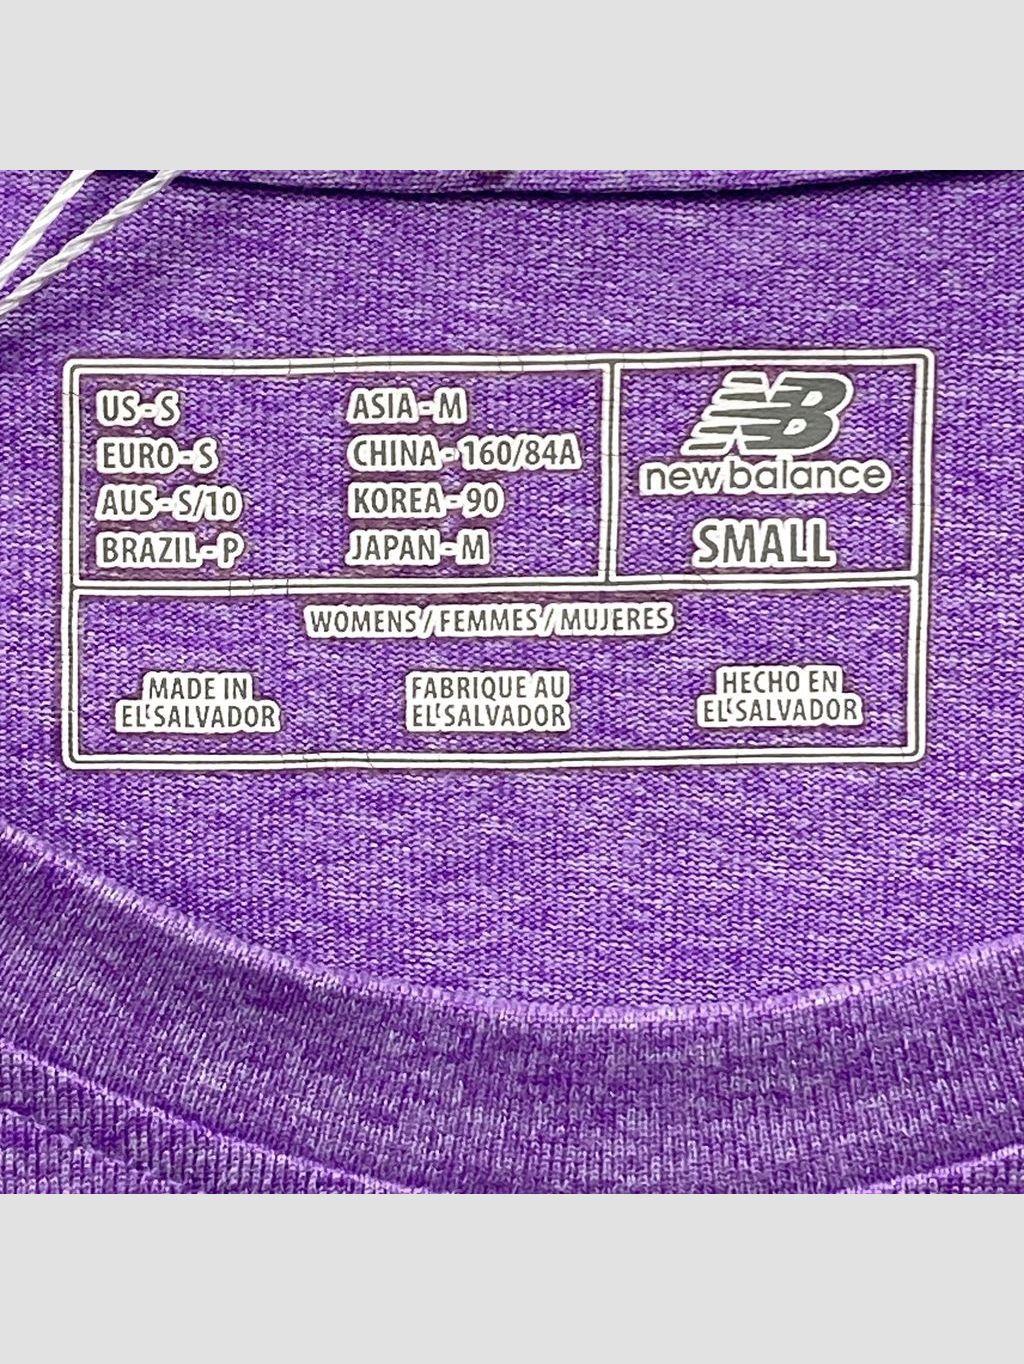 US-S
EURO-S
AUS-S/10
BRAZIL-P
ASIA-M
CHINA-160/84A
KOREA-90
JAPAN-M
NB
new balance
SMALL
WOMENS/FEMMES/MUJERES
MADE IN
EL SALVADOR
FABRIQUE AU
EL SALVADOR
HECHO EN
EL SALVADOR